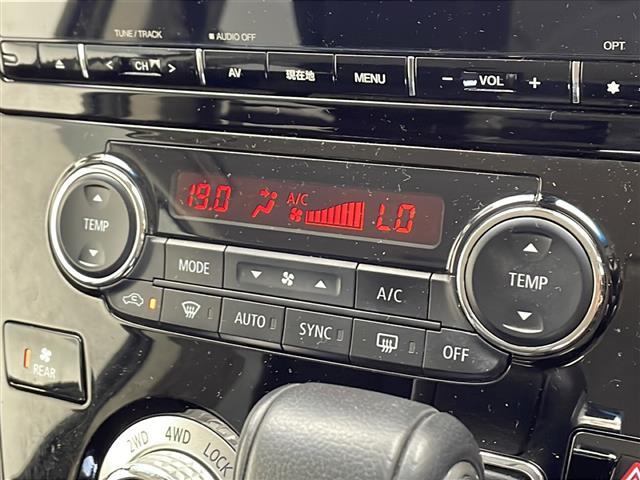 TUNE / TRACK
AUDIO OFF
OPT
< CH >
AV
現在地
MENU
− VOL +
19.0
A/C
LO
TEMP
MODE
A/C
TEMP
AUTO
SYNC
OFF
REAR
2WD 4WD LOCK